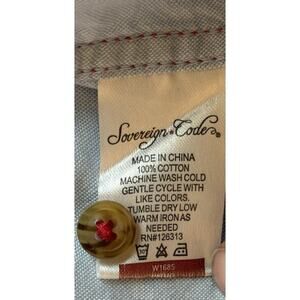 Sovereign Code®
MADE IN CHINA
100% COTTON
MACHINE WASH COLD
GENTLE CYCLE WITH
LIKE COLORS.
TUMBLE DRY LOW
WARM IRON AS
NEEDED
RN#126313
W1685